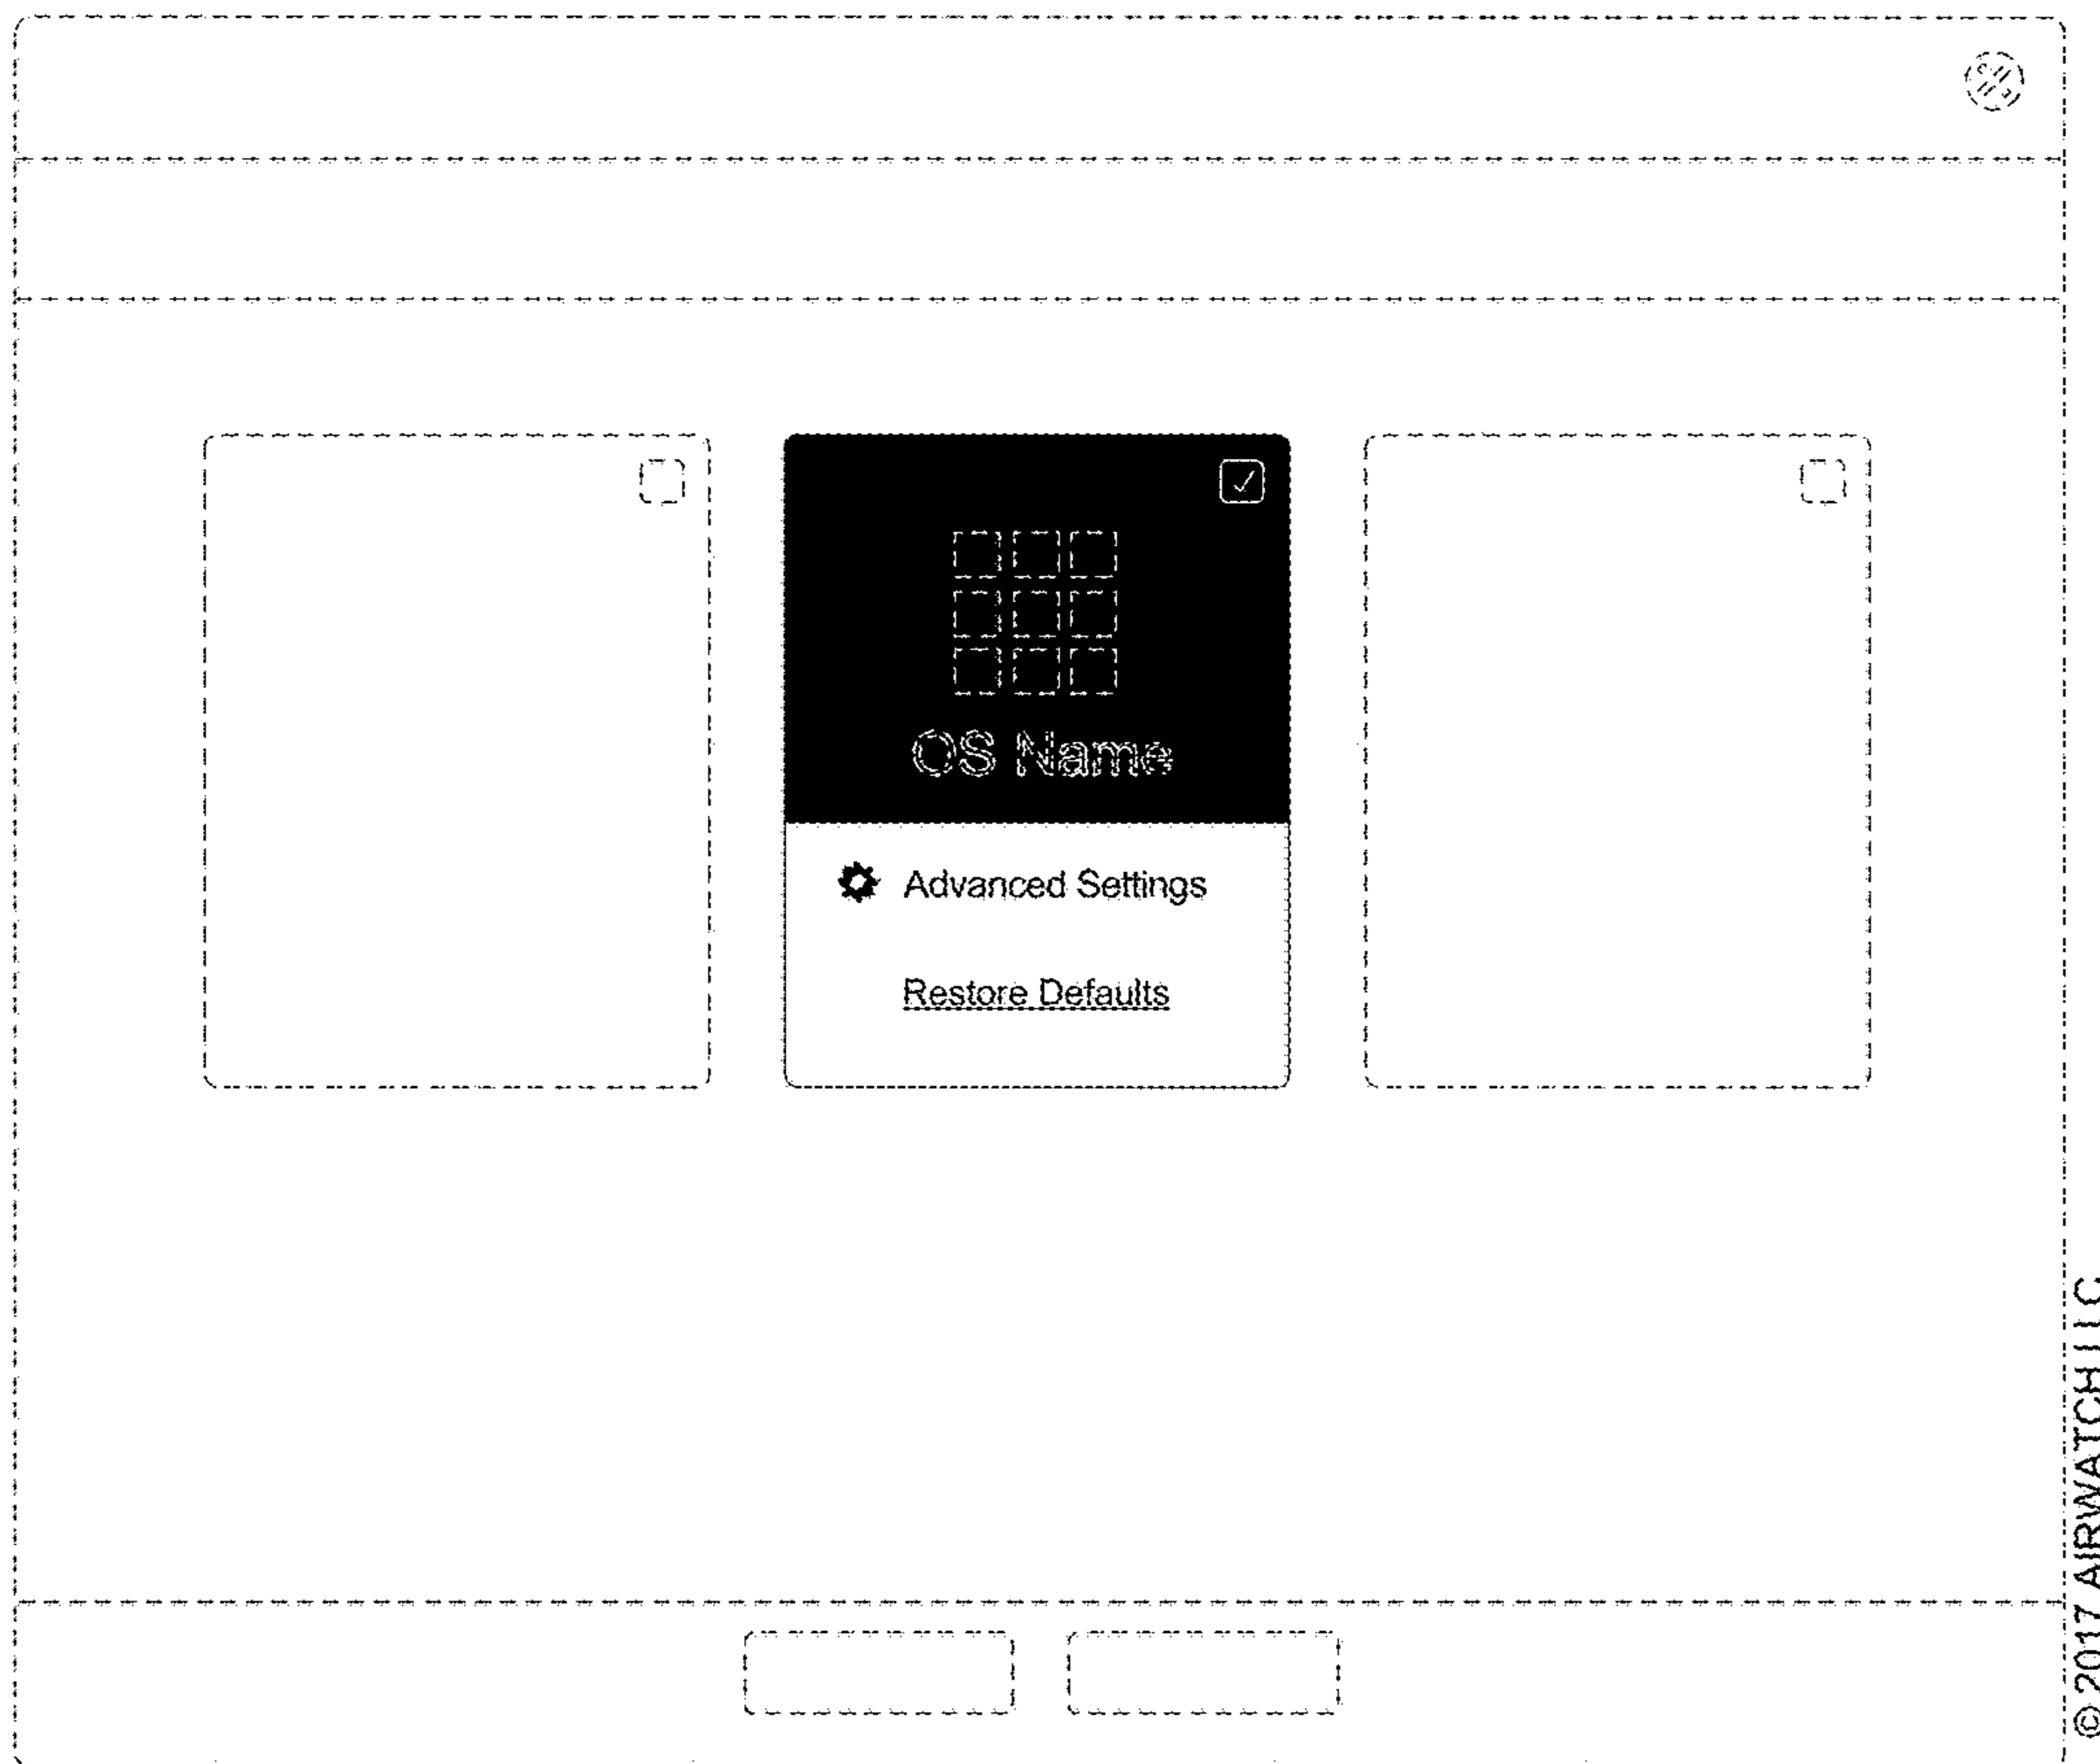 OS Name
Advanced Settings
Restore Defaults
© 2017 AIRWATCH LLC